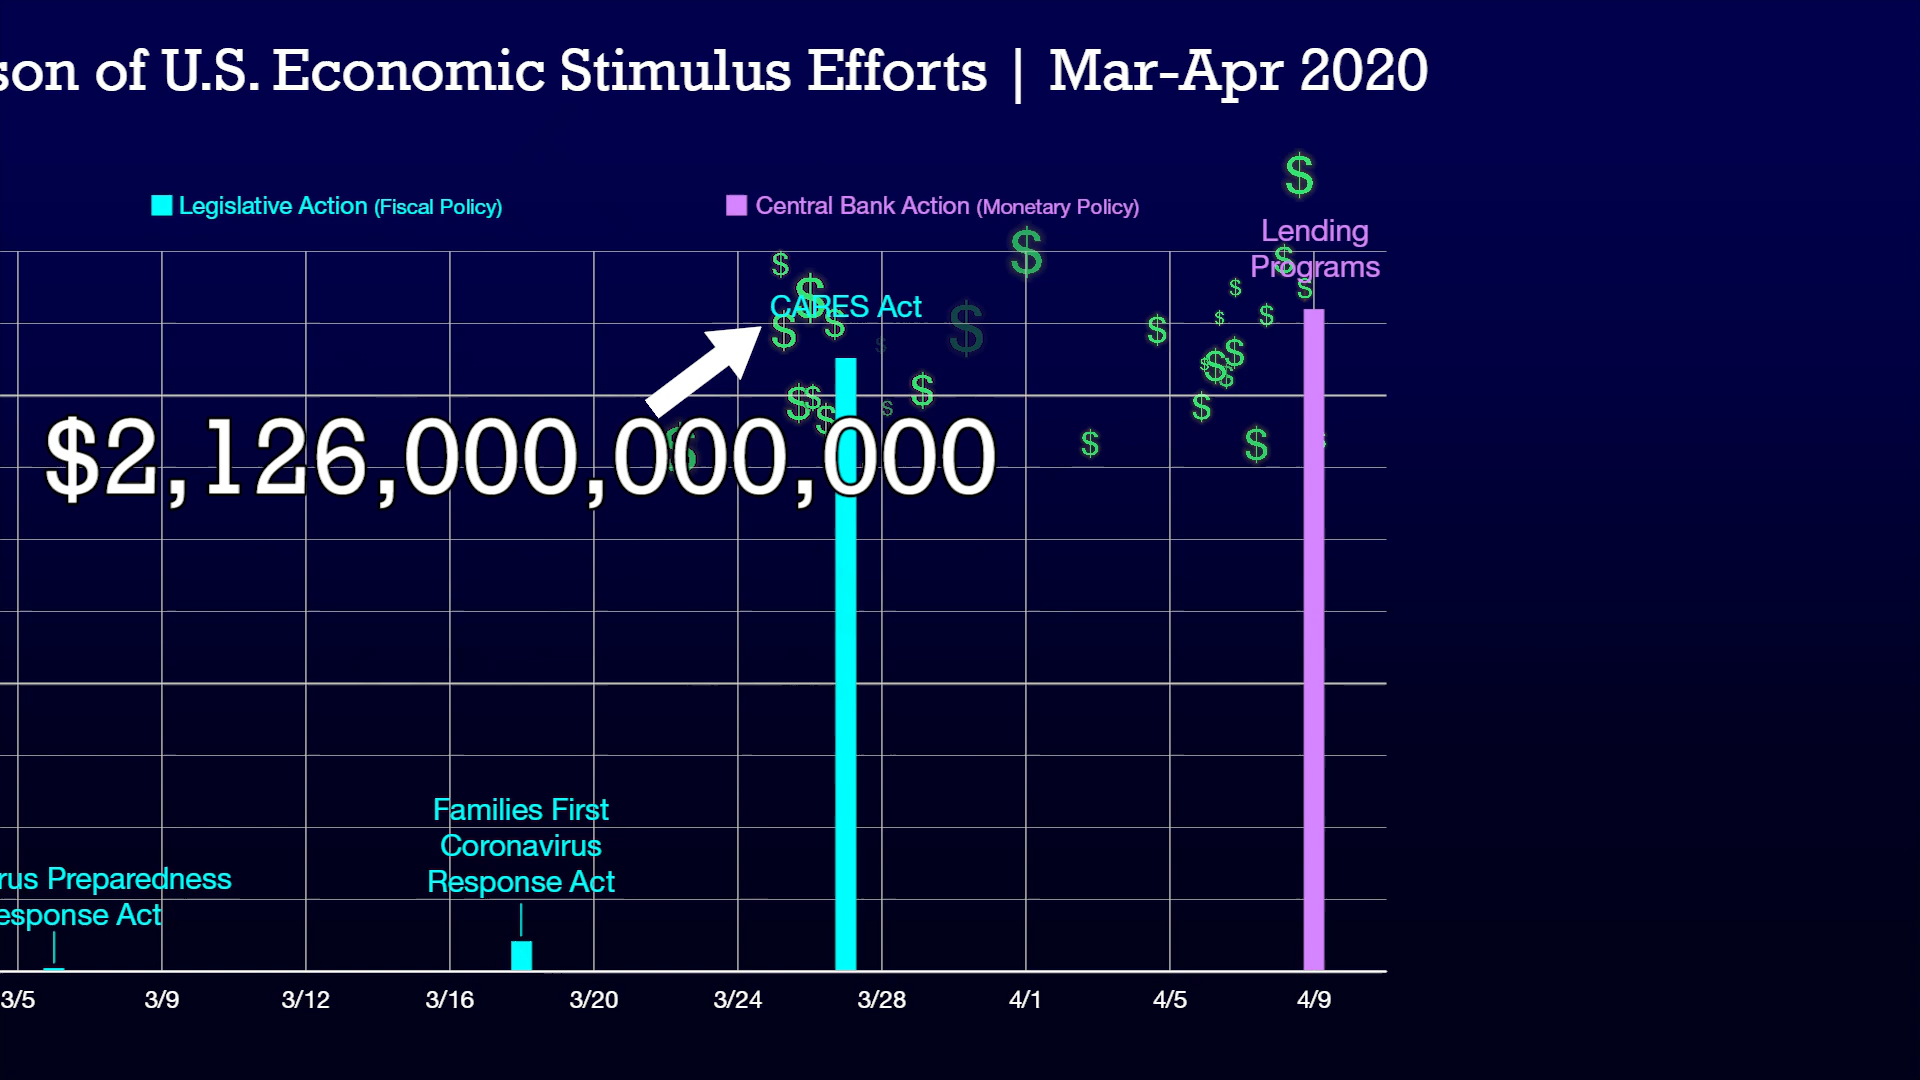 son of U.S. Economic Stimulus Efforts | Mar-Apr 2020
Legislative Action (Fiscal Policy)
Central Bank Action (Monetary Policy)
Lending
Programs
CARES Act
$2,126,000,000,000
Families First
Coronavirus
Response Act
rus Preparedness
esponse Act
3/5 3/9 3/12 3/16 3/20 3/24 3/28 4/1 4/5 4/9